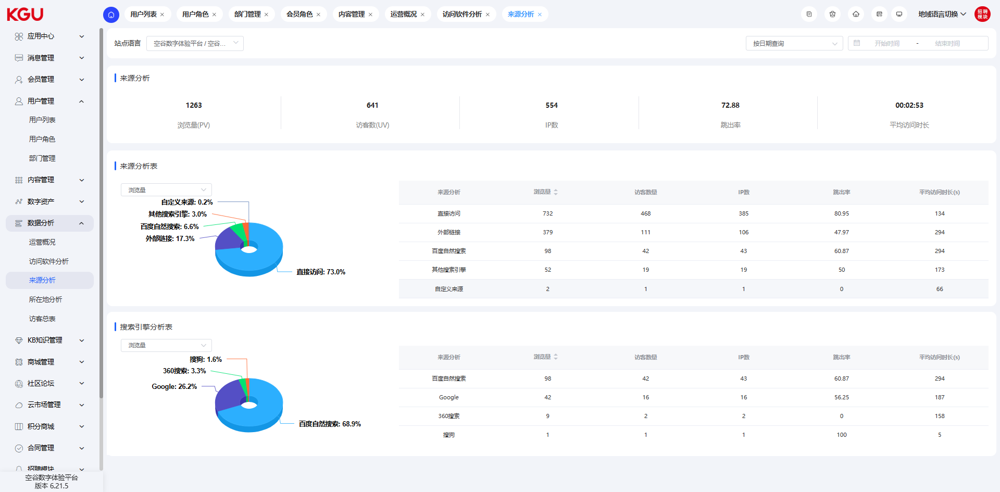 KGU
用户列表 ×
用户角色 ×
部门管理 ×
会员角色 ×
内容管理 ×
运营概况 ×
访问软件分析 ×
来源分析 ×
地域语言切换
招聘
模块
应用中心
消息管理
会员管理
用户管理
用户列表
用户角色
部门管理
内容管理
数字资产
数据分析
运营概况
访问软件分析
来源分析
所在地分析
访客总表
KB知识管理
商城管理
社区论坛
云市场管理
积分商城
合同管理
招聘模块
空谷数字体验平台
版本 6.21.5
站点语言
空谷数字体验平台 / 空谷...
按日期查询
开始时间 - 结束时间
来源分析
1263 641 554 72.88 00:02:53
浏览量(PV) 访客数(UV) IP数 跳出率 平均访问时长
来源分析表
浏览量
自定义来源: 0.2%
其他搜索引擎: 3.0%
百度自然搜索: 6.6%
外部链接: 17.3%
直接访问: 73.0%
来源分析 浏览量 访客数量 IP数 跳出率 平均访问时长(s)
直接访问 732 468 385 80.95 134
外部链接 379 111 106 47.97 294
百度自然搜索 98 42 43 60.87 294
其他搜索引擎 52 19 19 50 173
自定义来源 2 1 1 0 66
搜索引擎分析表
浏览量
搜狗: 1.6%
360搜索: 3.3%
Google: 26.2%
百度自然搜索: 68.9%
来源分析 浏览量 访客数量 IP数 跳出率 平均访问时长(s)
百度自然搜索 98 42 43 60.87 294
Google 42 16 16 56.25 187
360搜索 9 2 2 0 158
搜狗 1 1 1 100 5